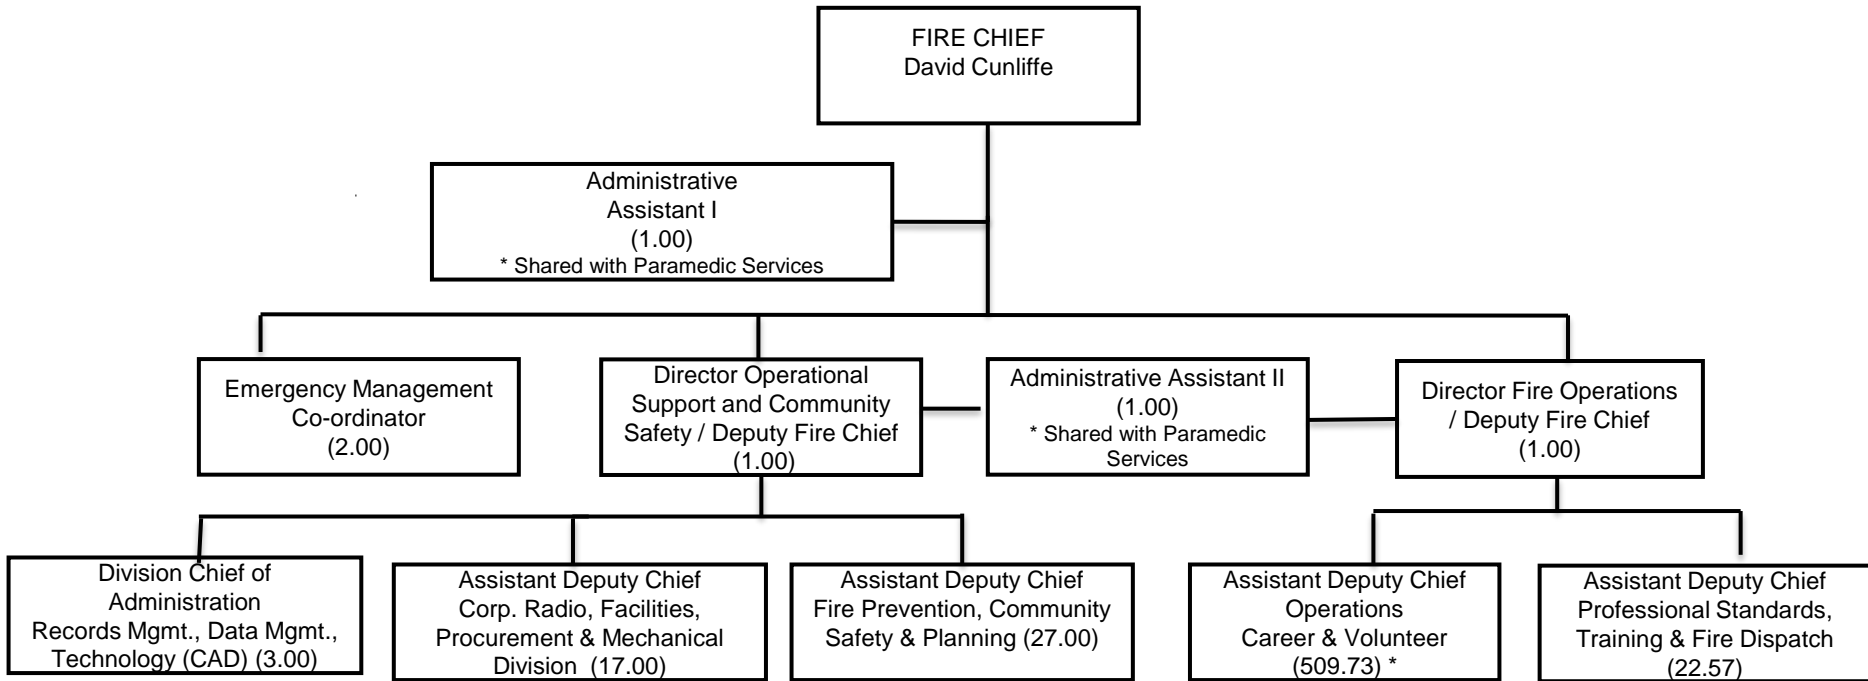 FIRE CHIEF
David Cunliffe
Administrative
Assistant I
(1.00)
* Shared with Paramedic Services
Emergency Management
Co-ordinator
(2.00)
Director Operational
Support and Community
Safety / Deputy Fire Chief
(1.00)
Administrative Assistant II
(1.00)
* Shared with Paramedic
Services
Director Fire Operations
/ Deputy Fire Chief
(1.00)
Division Chief of
Administration
Records Mgmt., Data Mgmt.,
Technology (CAD) (3.00)
Assistant Deputy Chief
Corp. Radio, Facilities,
Procurement & Mechanical
Division (17.00)
Assistant Deputy Chief
Fire Prevention, Community
Safety & Planning (27.00)
Assistant Deputy Chief
Operations
Career & Volunteer
(509.73) *
Assistant Deputy Chief
Professional Standards,
Training & Fire Dispatch
(22.57)